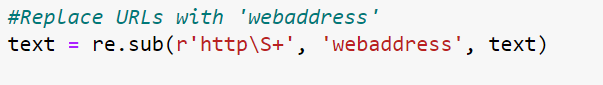 #Replace URLs with 'webaddress'
text = re.sub(r'http\S+', 'webaddress', text)